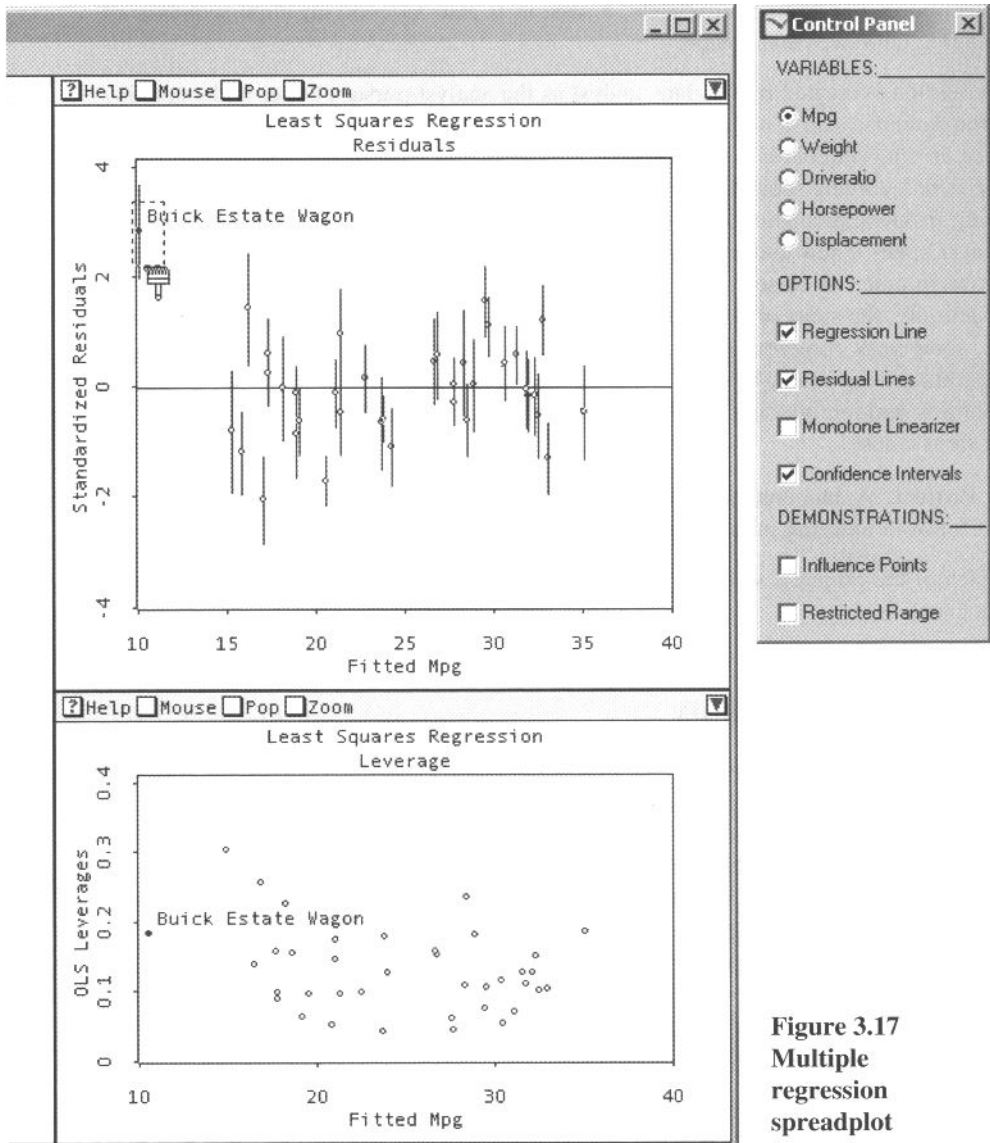 Help Mouse Pop Zoom
Least Squares Regression
Residuals
4
2
0
-2
-4
Standardized Residuals
Buick Estate Wagon
10 15 20 25 30 35 40
Fitted Mpg
Help Mouse Pop Zoom
Least Squares Regression
Leverage
0.4
0.3
0.2
0.1
0
OLS Leverages
Buick Estate Wagon
10 20 30 40
Fitted Mpg
Control Panel
VARIABLES:
Mpg
Weight
Driveratio
Horsepower
Displacement
OPTIONS:
Regression Line
Residual Lines
Monotone Linearizer
Confidence Intervals
DEMONSTRATIONS:
Influence Points
Restricted Range
Figure 3.17
Multiple
regression
spreadplot